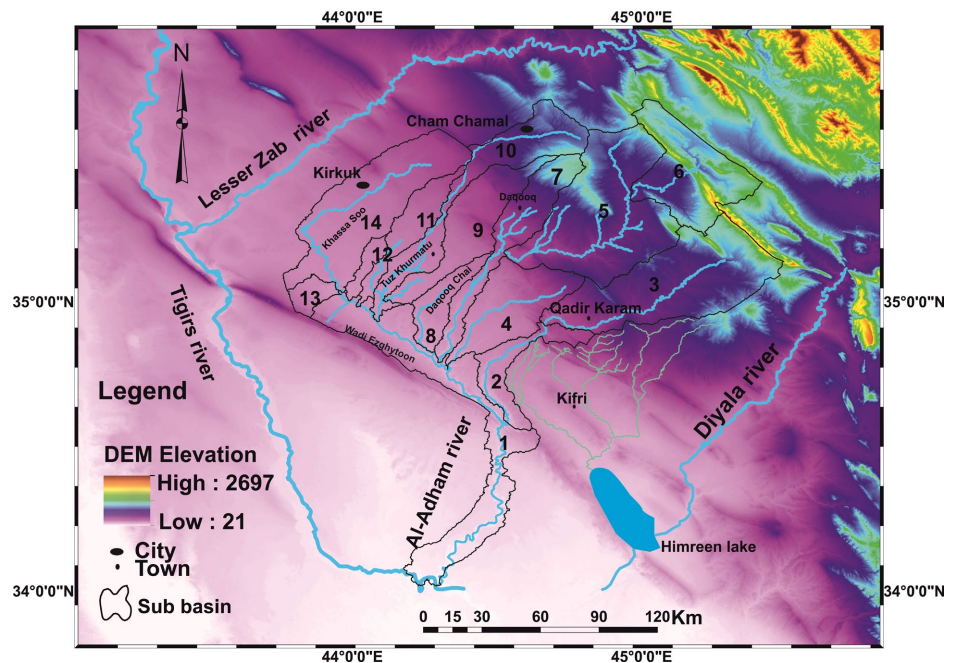 44°0'0"E
45°0'0"E
N
Lesser Zab river
Cham Chamal
10
Kirkuk
7
6
Daqooq
5
Khassa Soo
14
11
9
12
Tuz Khurmatu
3
35°0'0"N
35°0'0"N
13
Daqooq Chai
Qadir Karam
4
8
Wadi Ezghytoon
Tigirs river
2
Kifri
Diyala river
Legend
1
Al-Adham river
DEM Elevation
High : 2697
Low : 21
City
Town
Himreen lake
Sub basin
34°0'0"N
34°0'0"N
0 15 30 60 90 120 Km
44°0'0"E
45°0'0"E